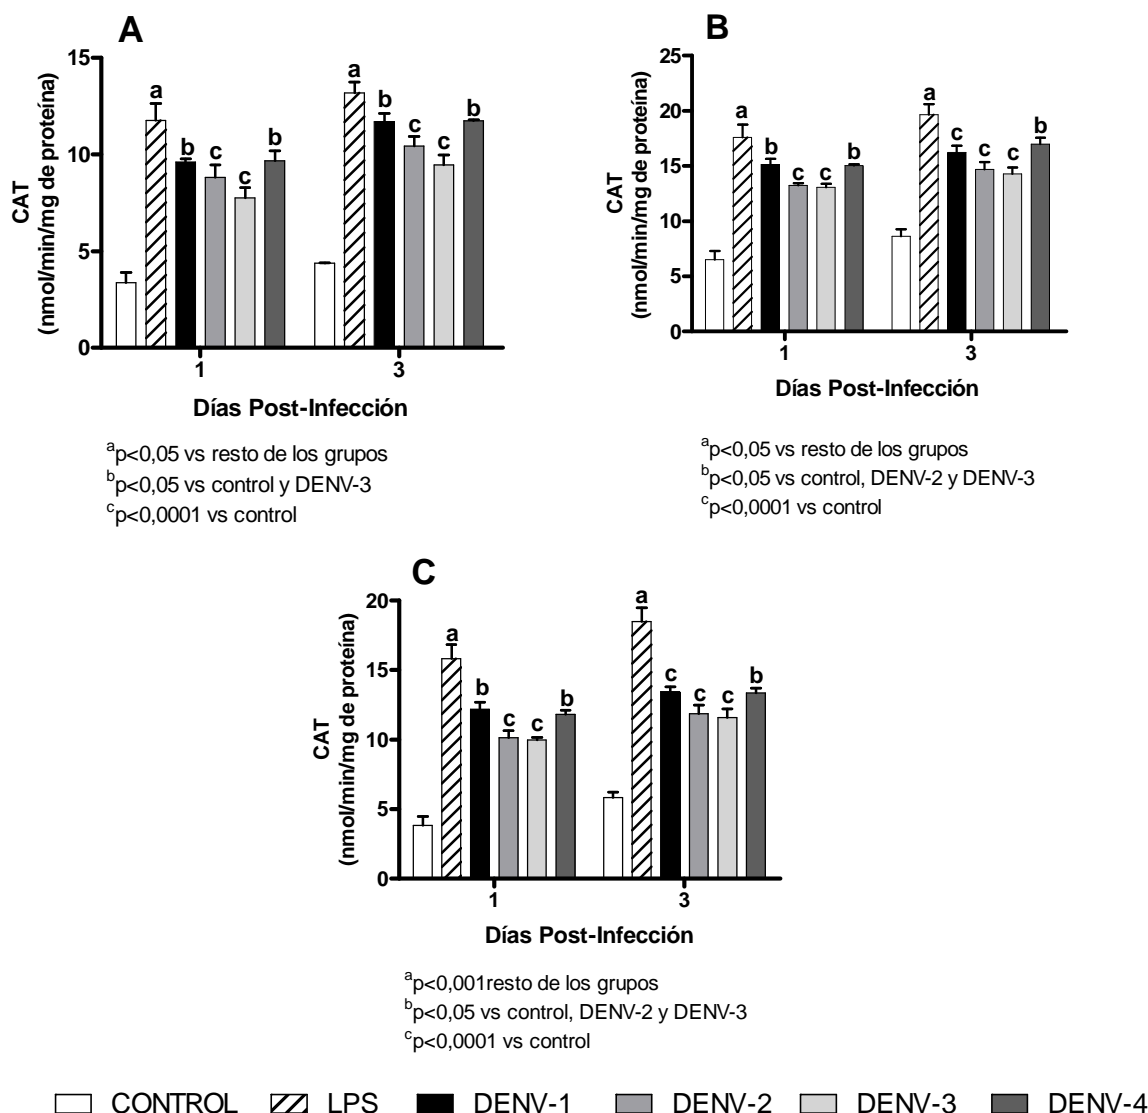 A
CAT
(nmol/min/mg de proteína)
15
10
5
0
a
b
c
c
b
a
b
c
c
b
1
3
Días Post-Infección
ap<0,05 vs resto de los grupos
bp<0,05 vs control y DENV-3
cp<0,0001 vs control
B
CAT
(nmol/min/mg de proteína)
25
20
15
10
5
0
a
b
c
c
b
a
c
c
c
b
1
3
Días Post-Infección
ap<0,05 vs resto de los grupos
bp<0,05 vs control, DENV-2 y DENV-3
cp<0,0001 vs control
C
CAT
(nmol/min/mg de proteína)
20
15
10
5
0
a
b
c
c
b
a
c
c
c
b
1
3
Días Post-Infección
ap<0,001resto de los grupos
bp<0,05 vs control, DENV-2 y DENV-3
cp<0,0001 vs control
CONTROL LPS DENV-1 DENV-2 DENV-3 DENV-4